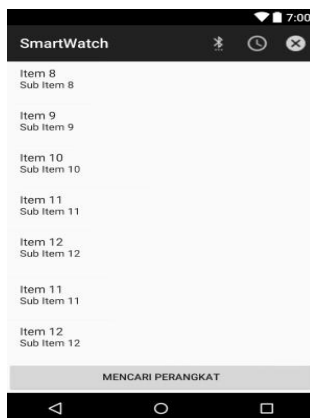 7:00
SmartWatch
Item 8
Sub Item 8
Item 9
Sub Item 9
Item 10
Sub Item 10
Item 11
Sub Item 11
Item 12
Sub Item 12
Item 11
Sub Item 11
Item 12
Sub Item 12
MENCARI PERANGKAT